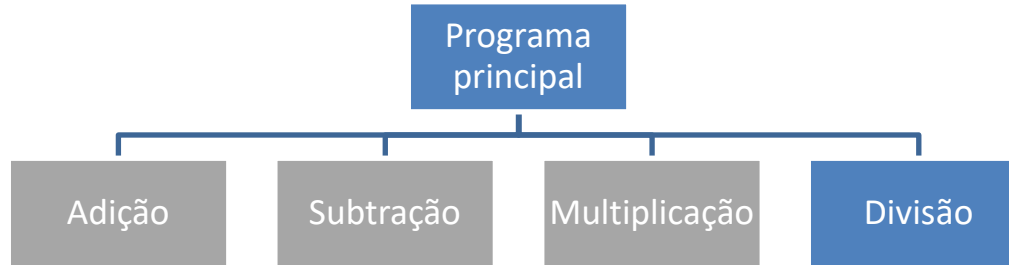 Programa
principal
Adição
Subtração
Multiplicação
Divisão